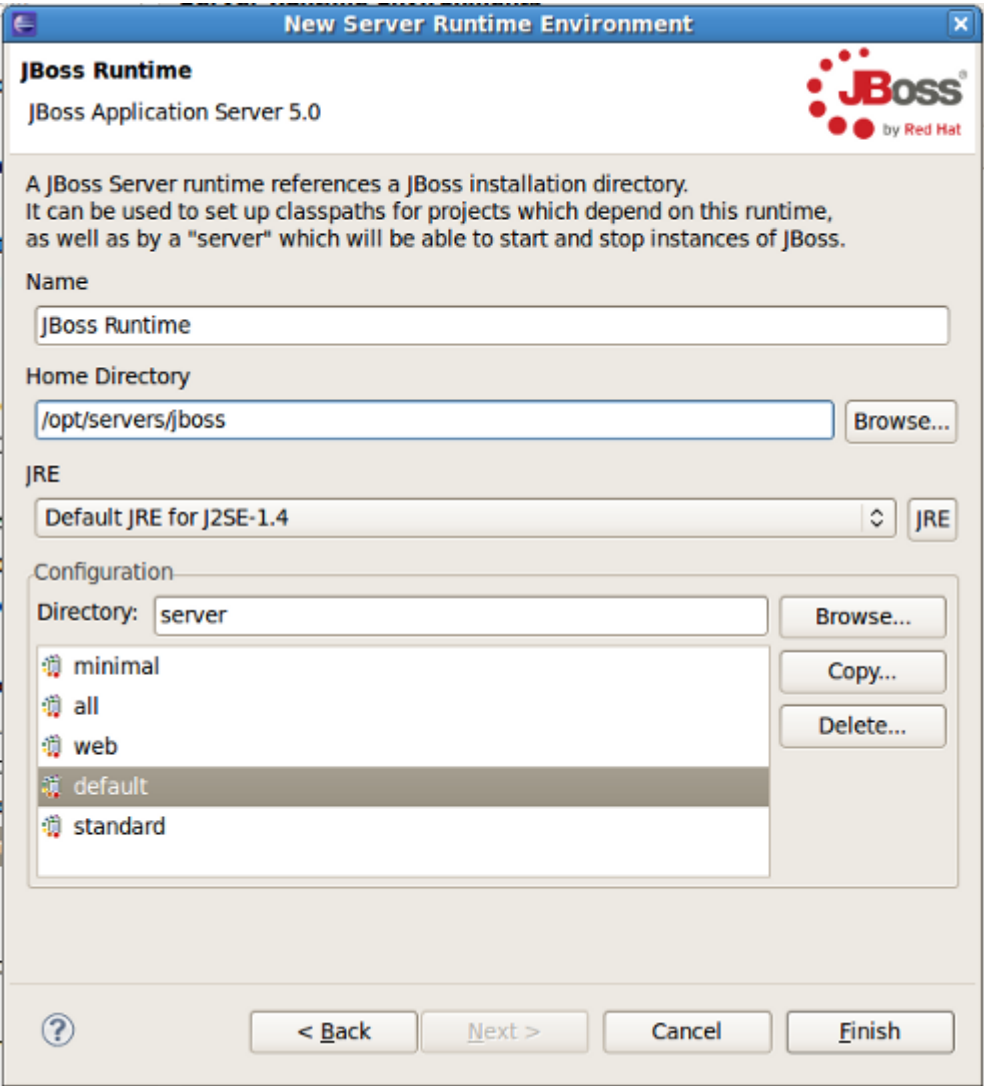 New Server Runtime Environment
JBoss Runtime
JBoss Application Server 5.0
JBoss®
by Red Hat
A JBoss Server runtime references a JBoss installation directory.
It can be used to set up classpaths for projects which depend on this runtime,
as well as by a "server" which will be able to start and stop instances of JBoss.
Name
JBoss Runtime
Home Directory
/opt/servers/jboss
Browse...
JRE
Default JRE for J2SE-1.4
JRE
Configuration
Directory: server
Browse...
minimal
Copy...
all
Delete...
web
default
standard
? < Back Next > Cancel Finish